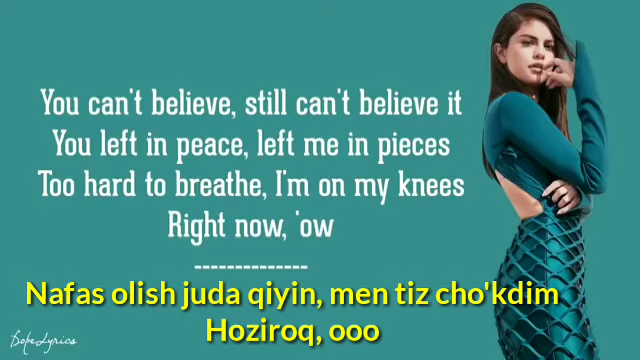 You can't believe, still can't believe it
You left in peace, left me in pieces
Too hard to breathe, I'm on my knees
Right now, 'ow
--------------
Nafas olish juda qiyin, men tiz cho'kdim
Hoziroq, ooo
BobeLyrics